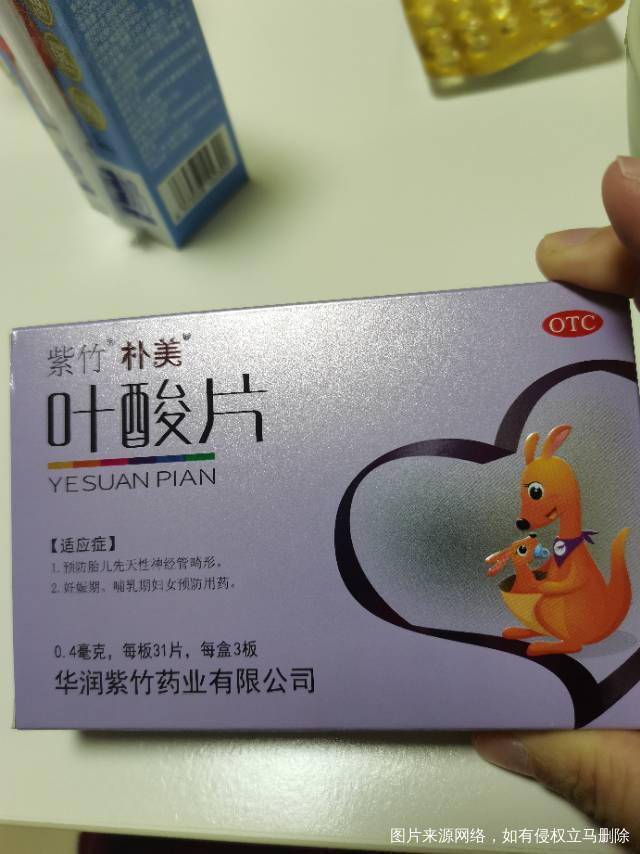 OTC
紫竹® 朴美®
叶酸片
YE SUAN PIAN
【适应症】
1.预防胎儿先天性神经管畸形。
2.妊娠期、哺乳期妇女预防用药。
0.4毫克，每板31片，每盒3板
华润紫竹药业有限公司
图片来源网络，如有侵权立马删除